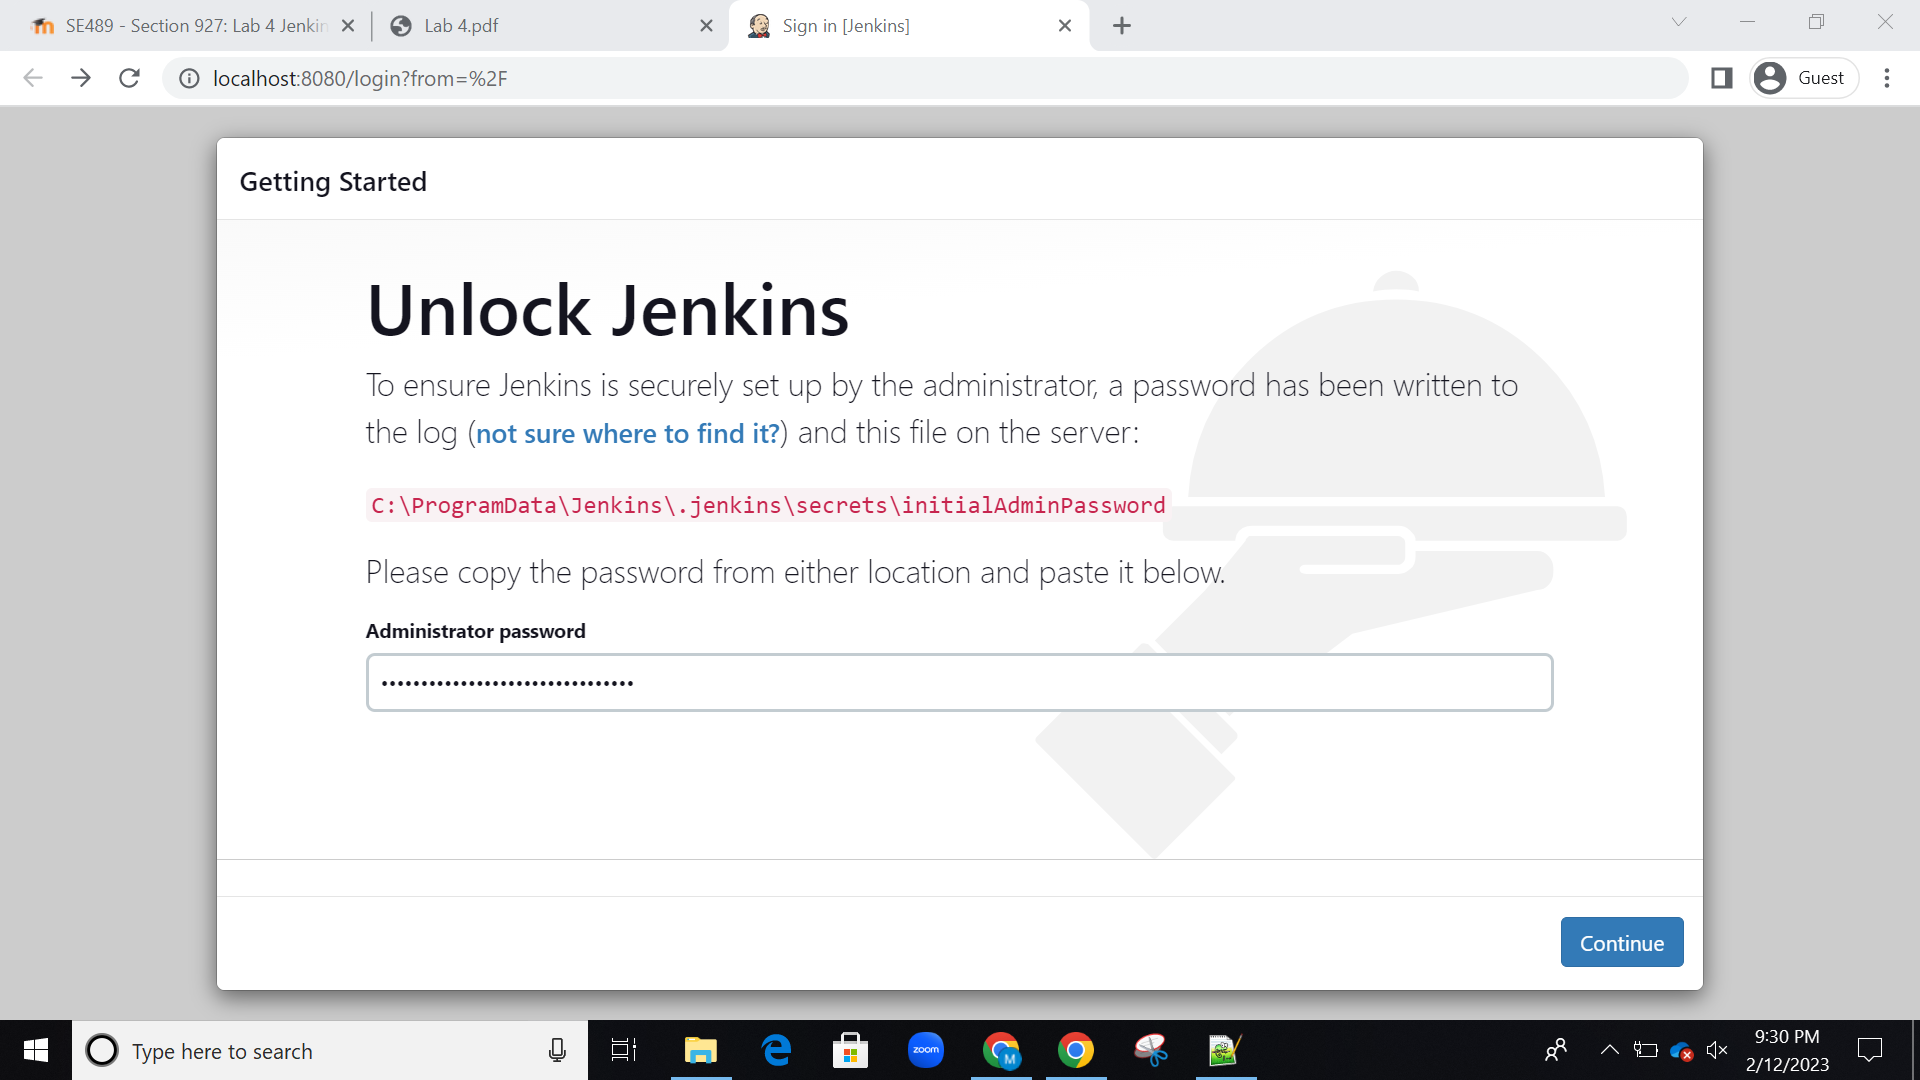 SE489 - Section 927: Lab 4 Jenkin
Lab 4.pdf
Sign in [Jenkins]
localhost:8080/login?from=%2F
Guest
Getting Started
Unlock Jenkins
To ensure Jenkins is securely set up by the administrator, a password has been written to
the log (not sure where to find it?) and this file on the server:
C:\ProgramData\Jenkins\.jenkins\secrets\initialAdminPassword
Please copy the password from either location and paste it below.
Administrator password
••••••••••••••••••••••••••••••••
Continue
Type here to search
zoom
M
9:30 PM
2/12/2023